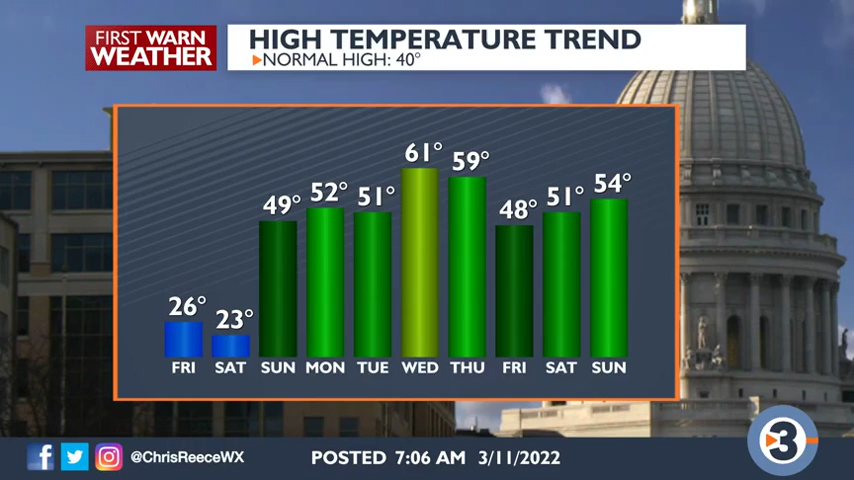 FIRST WARN
WEATHER
HIGH TEMPERATURE TREND
NORMAL HIGH: 40°
26° 23° 49° 52° 51° 61° 59° 48° 51° 54°
FRI SAT SUN MON TUE WED THU FRI SAT SUN
@ChrisReeceWX POSTED 7:06 AM 3/11/2022
3